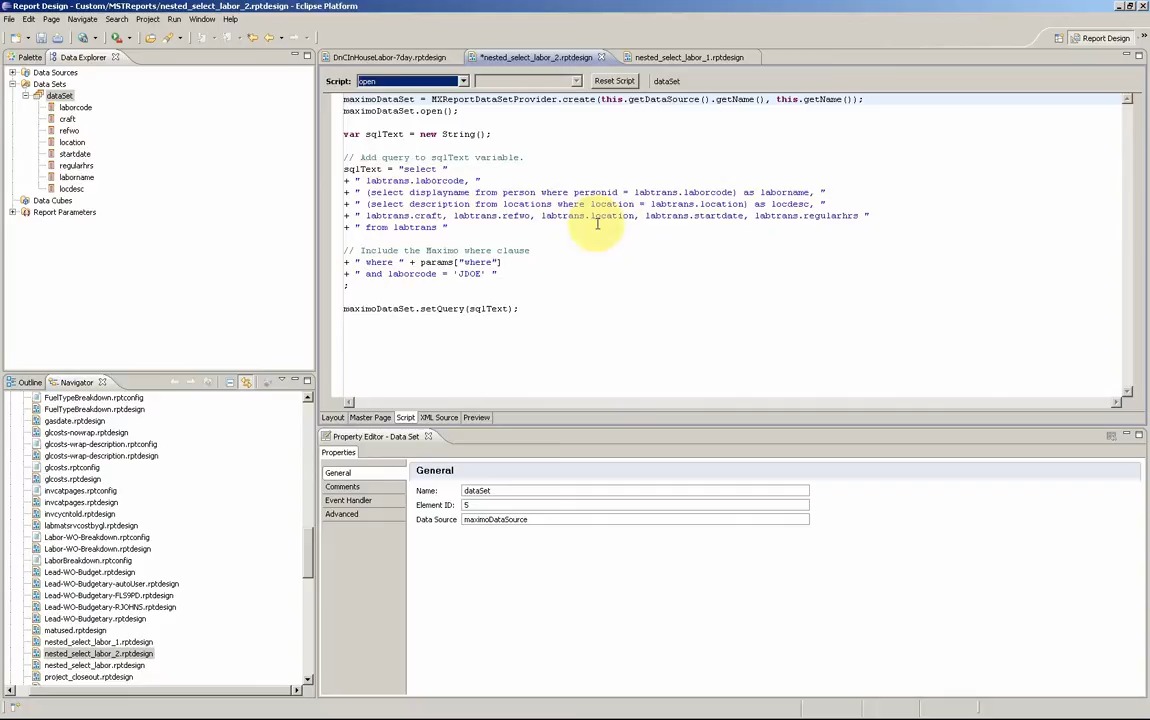 Report Design - Custom/MSTReports/nested_select_labor_2.rptdesign - Eclipse Platform
File Edit Page Navigate Search Project Run Window Help
Report Design
Palette Data Explorer
Data Sources
Data Sets
dataSet
laborcode
craft
refwo
location
startdate
regularhrs
laborname
locdesc
Data Cubes
Report Parameters
DnCInHouseLabor-7day.rptdesign *nested_select_labor_2.rptdesign nested_select_labor_1.rptdesign
Script: open Reset Script dataSet
maximoDataSet = MXReportDataSetProvider.create(this.getDataSource().getName(), this.getName());
maximoDataSet.open();
var sqlText = new String();
// Add query to sqlText variable.
sqlText = "select "
+ " labtrans.laborcode, "
+ " (select displayname from person where personid = labtrans.laborcode) as laborname, "
+ " (select description from locations where location = labtrans.location) as locdesc, "
+ " labtrans.craft, labtrans.refwo, labtrans.location, labtrans.startdate, labtrans.regularhrs "
+ " from labtrans "
// Include the Maximo where clause
+ " where " + params["where"]
+ " and laborcode = 'JDOE' "
;
maximoDataSet.setQuery(sqlText);
Layout Master Page Script XML Source Preview
Outline Navigator
FuelTypeBreakdown.rptconfig
FuelTypeBreakdown.rptdesign
gasdate.rptdesign
glcosts-nowrap.rptdesign
glcosts-wrap-description.rptconfig
glcosts-wrap-description.rptdesign
glcosts.rptconfig
glcosts.rptdesign
invcatpages.rptconfig
invcatpages.rptdesign
invcycntold.rptdesign
labmatsrvcostbygl.rptdesign
Labor-WO-Breakdown.rptconfig
Labor-WO-Breakdown.rptdesign
LaborBreakdown.rptconfig
Lead-WO-Budget.rptdesign
Lead-WO-Budgetary-autoUser.rptdesign
Lead-WO-Budgetary-FLS9PD.rptdesign
Lead-WO-Budgetary-RJOHNS.rptdesign
Lead-WO-Budgetary.rptdesign
matused.rptdesign
nested_select_labor_1.rptdesign
nested_select_labor_2.rptdesign
nested_select_labor.rptdesign
project_closeout.rptdesign
Property Editor - Data Set
Properties
General
Comments
Event Handler
Advanced
General
Name: dataSet
Element ID: 5
Data Source maximoDataSource